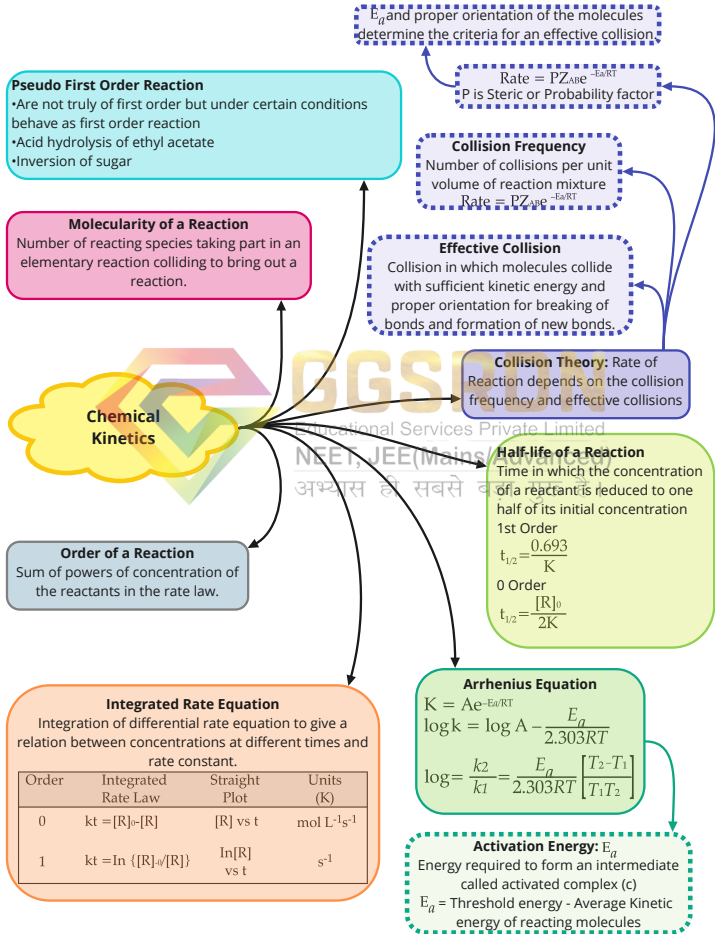 Eₐ and proper orientation of the molecules
determine the criteria for an effective collision.
Rate = PZABe –Ea/RT
P is Steric or Probability factor
Pseudo First Order Reaction
•Are not truly of first order but under certain conditions
behave as first order reaction
•Acid hydrolysis of ethyl acetate
•Inversion of sugar
Collision Frequency
Number of collisions per unit
volume of reaction mixture
Rate = PZABe –Ea/RT
Molecularity of a Reaction
Number of reacting species taking part in an
elementary reaction colliding to bring out a
reaction.
Effective Collision
Collision in which molecules collide
with sufficient kinetic energy and
proper orientation for breaking of
bonds and formation of new bonds.
Collision Theory: Rate of
Reaction depends on the collision
frequency and effective collisions
Chemical
Kinetics
GGSRDN
Educational Services Private Limited
NEET, JEE(Mains/Advanced)
अभ्यास ही सबसे बड़ा गुरु है।
Half-life of a Reaction
Time in which the concentration
of a reactant is reduced to one
half of its initial concentration
1st Order
t1/2 = 0.693/K
0 Order
t1/2 = [R]0/2K
Order of a Reaction
Sum of powers of concentration of
the reactants in the rate law.
Integrated Rate Equation
Integration of differential rate equation to give a
relation between concentrations at different times and
rate constant.
Order Integrated Rate Law Straight Plot Units (K)
0 kt =[R]0-[R] [R] vs t mol L-1s-1
1 kt =In {[R]-0/[R]} In[R] vs t s-1
Arrhenius Equation
K = Ae–Ea/RT
logk = log A – Eₐ/2.303RT
log= k2/k1 = Eₐ/2.303RT [T2–T1/T1T2]
Activation Energy: Eₐ
Energy required to form an intermediate
called activated complex (c)
Eₐ = Threshold energy - Average Kinetic
energy of reacting molecules